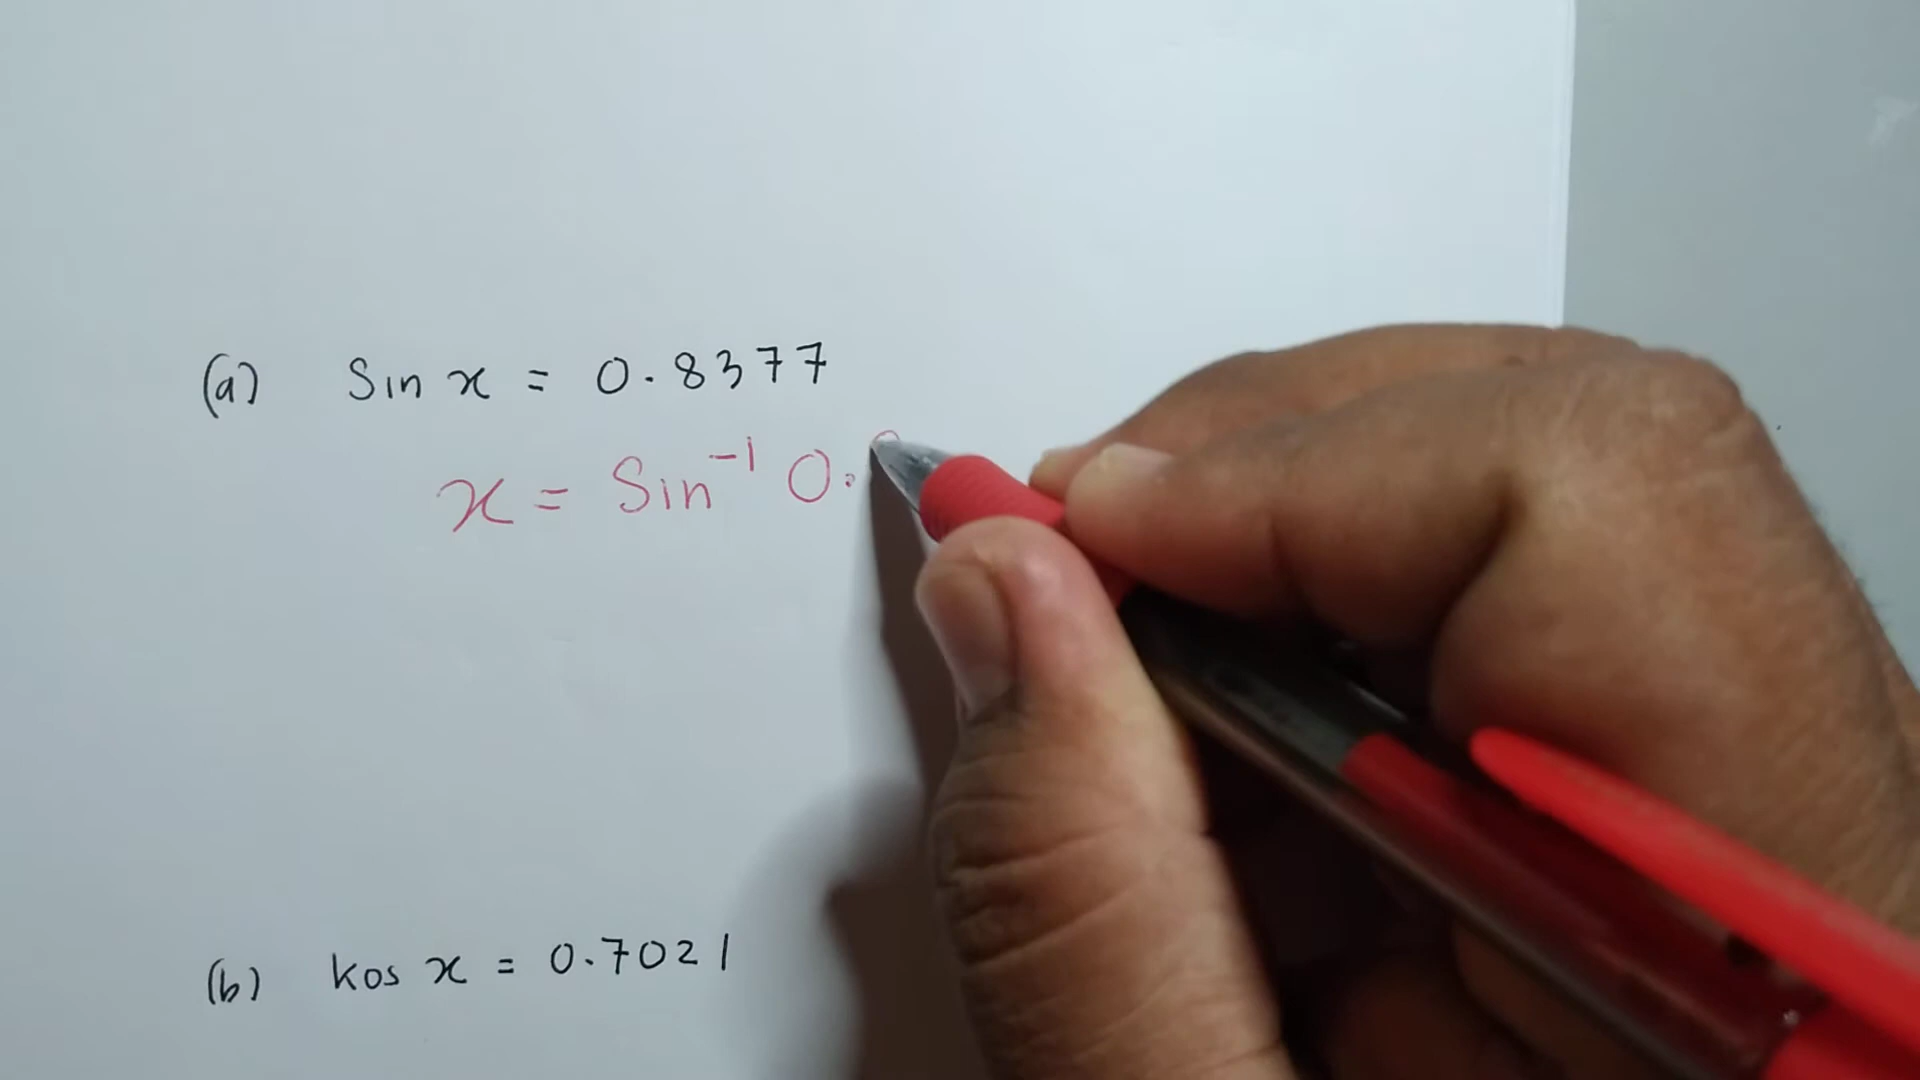 (a) Sin x = 0.8377
x = Sin⁻¹ 0.
(b) kos x = 0.7021